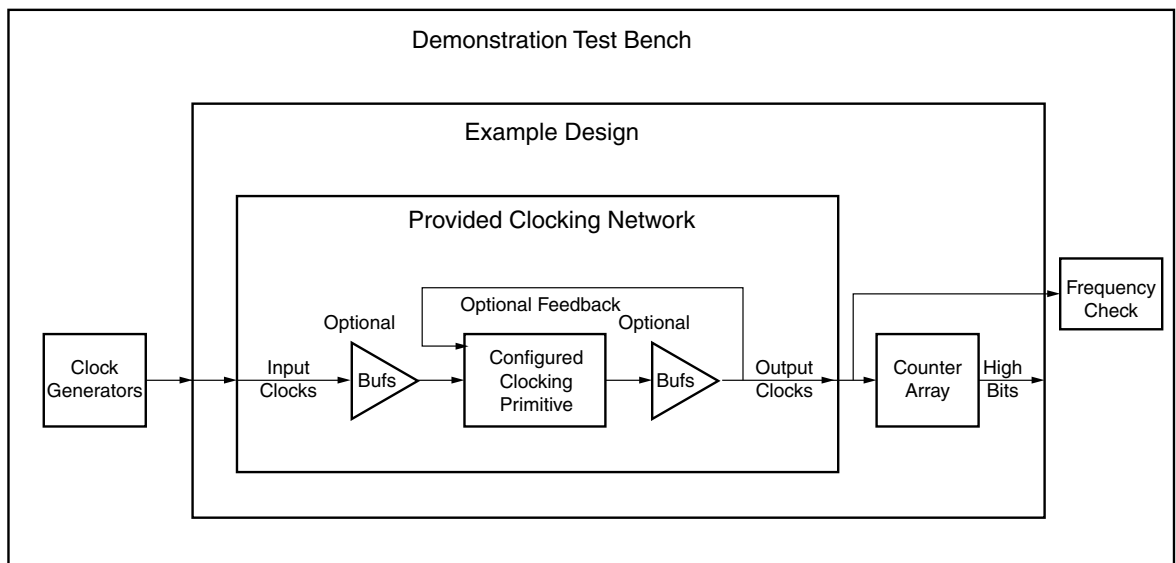 Demonstration Test Bench
Example Design
Provided Clocking Network
Frequency
Check
Optional Feedback
Optional
Optional
Clock
Generators
Input
Clocks
Bufs
Configured
Clocking
Primitive
Bufs
Output
Clocks
Counter
Array
High
Bits